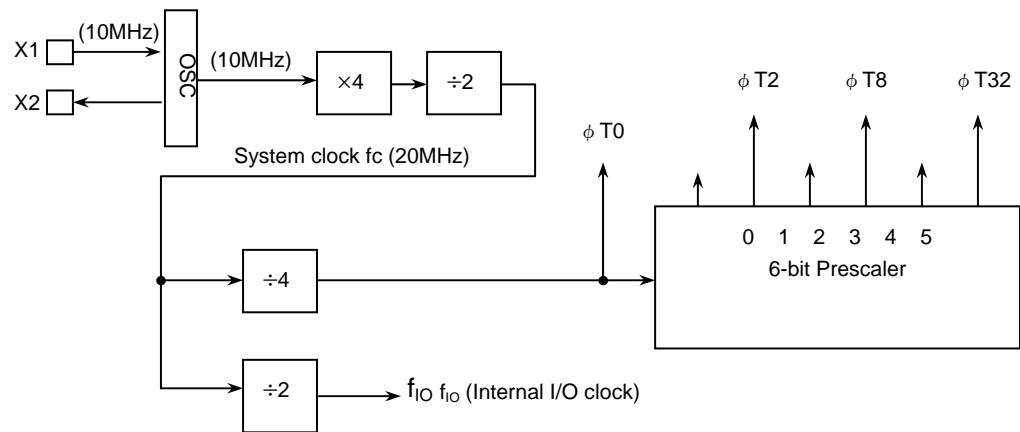 X1
(10MHz)
X2
OSC
(10MHz)
×4
÷2
System clock fc (20MHz)
ϕ T0
ϕ T2
ϕ T8
ϕ T32
0 1 2 3 4 5
6-bit Prescaler
÷4
÷2
fIO fIO (Internal I/O clock)